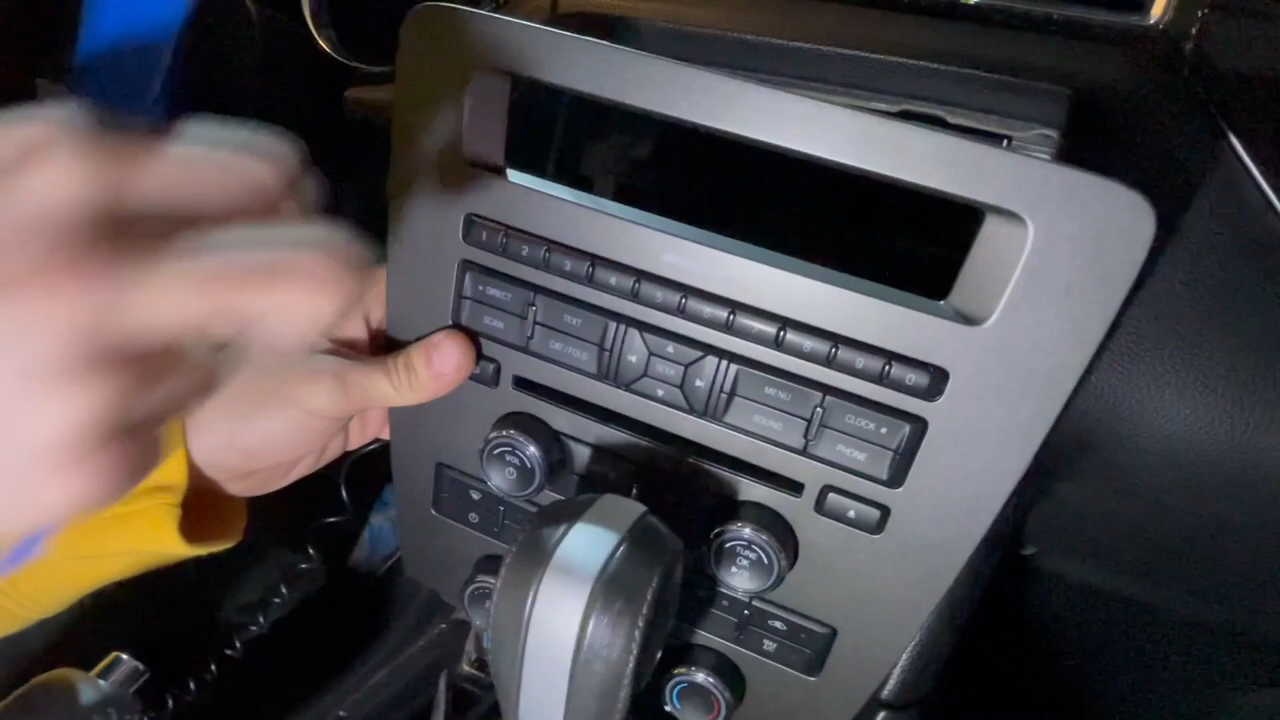 1 2 3 4 5 6 7 8 9 0
DIRECT TEXT
SCAN CAT/FOLD
SEEK
MENU CLOCK
SOUND PHONE
VOL
TUNE
OK